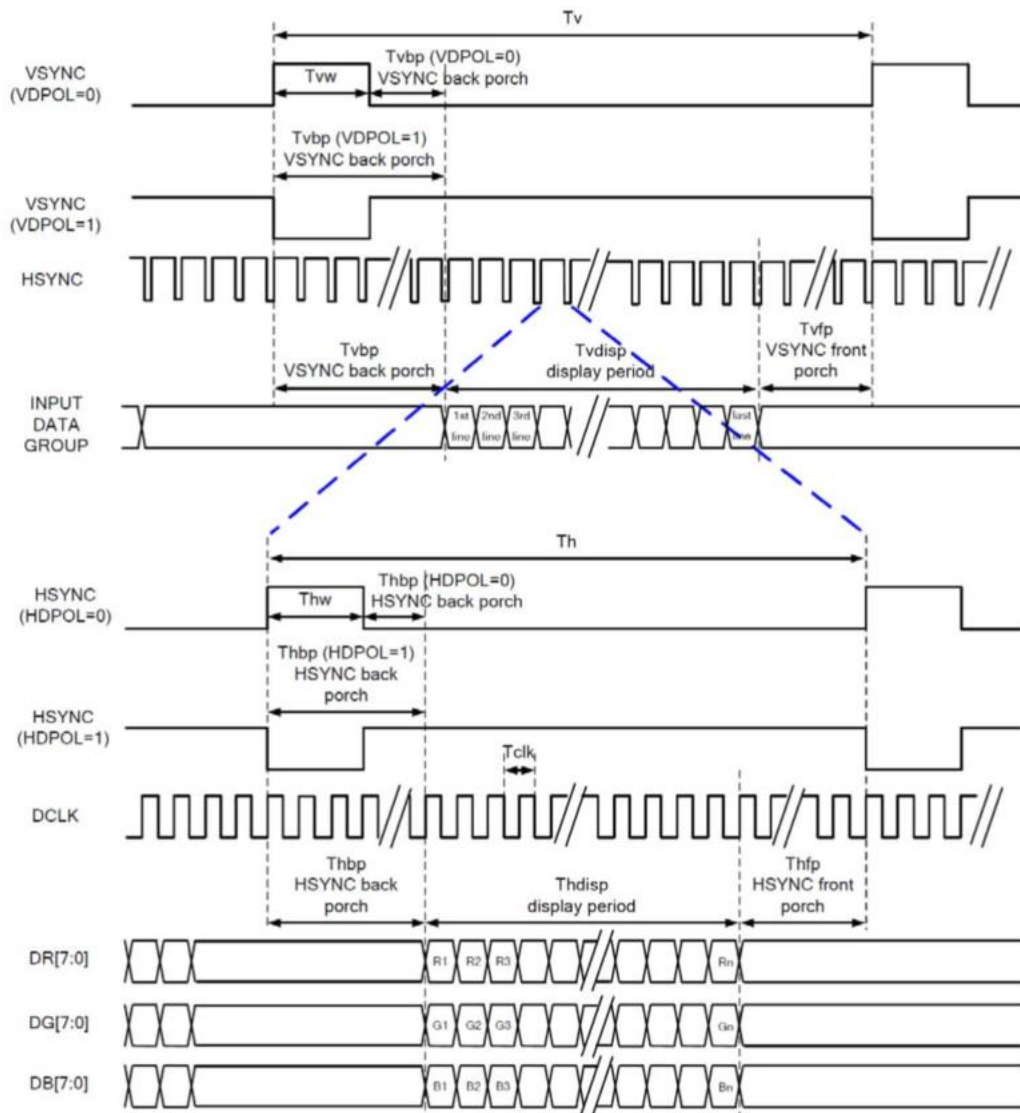 Tv
VSYNC
(VDPOL=0)
Tvw
Tvbp (VDPOL=0)
VSYNC back porch
Tvbp (VDPOL=1)
VSYNC back porch
VSYNC
(VDPOL=1)
HSYNC
Tvbp
VSYNC back porch
Tvdisp
display period
Tvfp
VSYNC front
porch
INPUT
DATA
GROUP
1st
line
2nd
line
3rd
line
last
line
Th
HSYNC
(HDPOL=0)
Thw
Thbp (HDPOL=0)
HSYNC back porch
Thbp (HDPOL=1)
HSYNC back
porch
HSYNC
(HDPOL=1)
Tclk
DCLK
Thbp
HSYNC back
porch
Thdisp
display period
Thfp
HSYNC front
porch
DR[7:0] R1 R2 R3 Rn
DG[7:0] G1 G2 G3 Gn
DB[7:0] B1 B2 B3 Bn